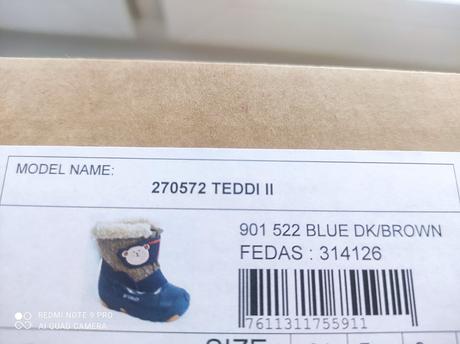 MODEL NAME:
270572 TEDDI II
901 522 BLUE DK/BROWN
FEDAS : 314126
7611311755911
SIZE
REDMI NOTE 9 PRO
AI QUAD CAMERA